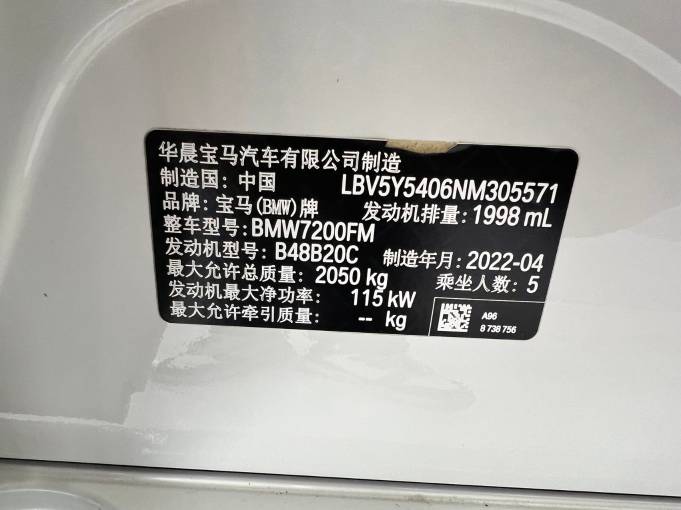 华晨宝马汽车有限公司制造
制造国: 中国 LBV5Y5406NM305571
品牌: 宝马(BMW)牌 发动机排量: 1998 mL
整车型号: BMW7200FM
发动机型号: B48B20C 制造年月: 2022-04
最大允许总质量: 2050 kg 乘坐人数: 5
发动机最大净功率: 115 kW
最大允许牵引质量: -- kg
A96
8 738 756